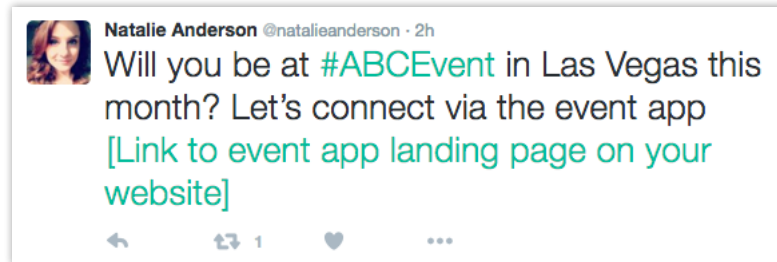 Natalie Anderson @natalieanderson · 2h
Will you be at #ABCEvent in Las Vegas this
month? Let’s connect via the event app
[Link to event app landing page on your
website]
1